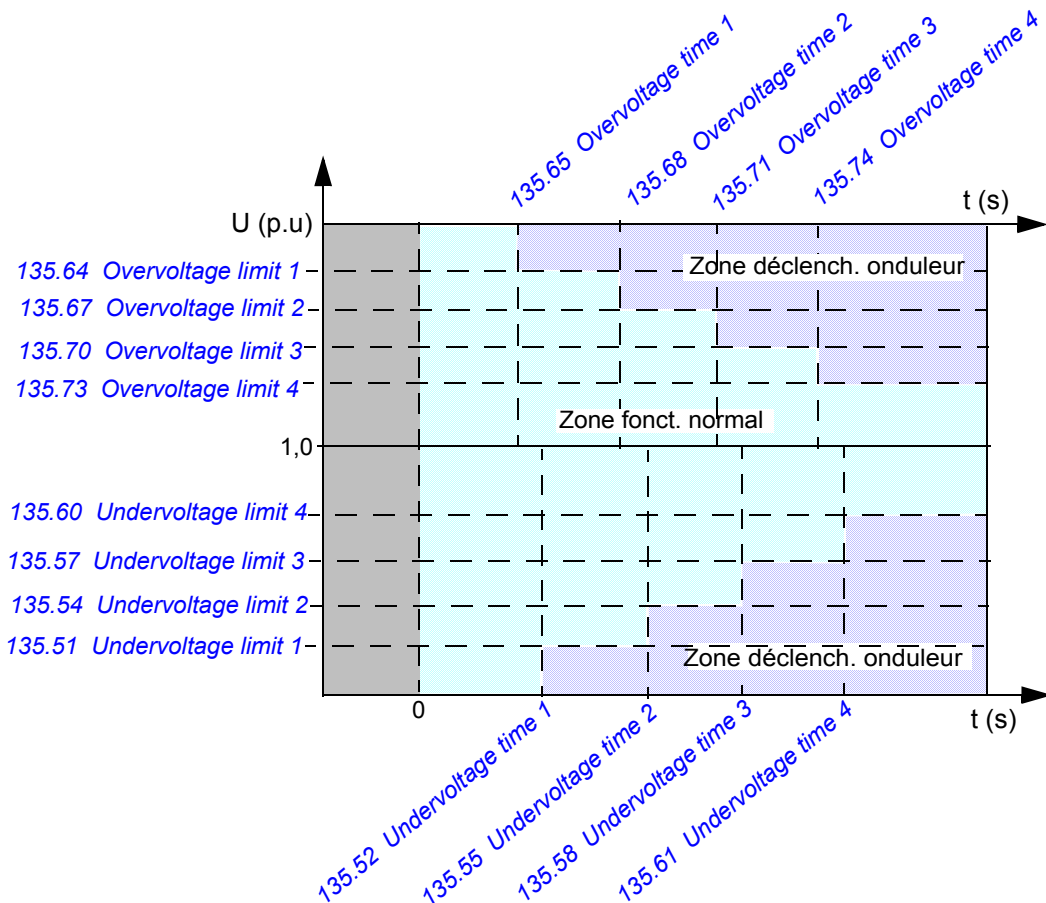 135.65 Overvoltage time 1
135.68 Overvoltage time 2
135.71 Overvoltage time 3
135.74 Overvoltage time 4
t (s)
U (p.u)
135.64 Overvoltage limit 1
Zone déclench. onduleur
135.67 Overvoltage limit 2
135.70 Overvoltage limit 3
135.73 Overvoltage limit 4
Zone fonct. normal
1,0
135.60 Undervoltage limit 4
135.57 Undervoltage limit 3
135.54 Undervoltage limit 2
135.51 Undervoltage limit 1
Zone déclench. onduleur
0
t (s)
135.52 Undervoltage time 1
135.55 Undervoltage time 2
135.58 Undervoltage time 3
135.61 Undervoltage time 4